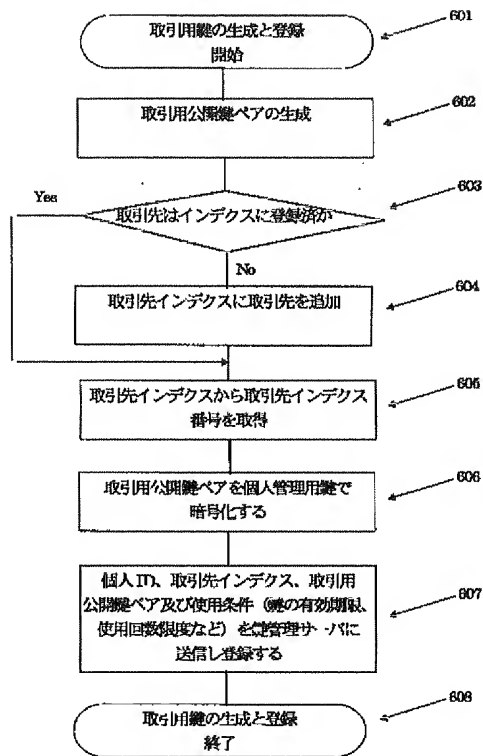 取引用鍵の生成と登録
開始
601
取引用公開鍵ペアの生成
602
取引先はインデクスに登録済か
603
Yes
No
取引先インデクスに取引先を追加
604
取引先インデクスから取引先インデクス
番号を取得
605
取引用公開鍵ペアを個人管理用鍵で
暗号化する
606
個人ID、取引先インデクス、取引用
公開鍵ペア及び使用条件(鍵の有効期限、
使用回数限度など)を鍵管理サーバに
送信し登録する
607
取引用鍵の生成と登録
終了
608